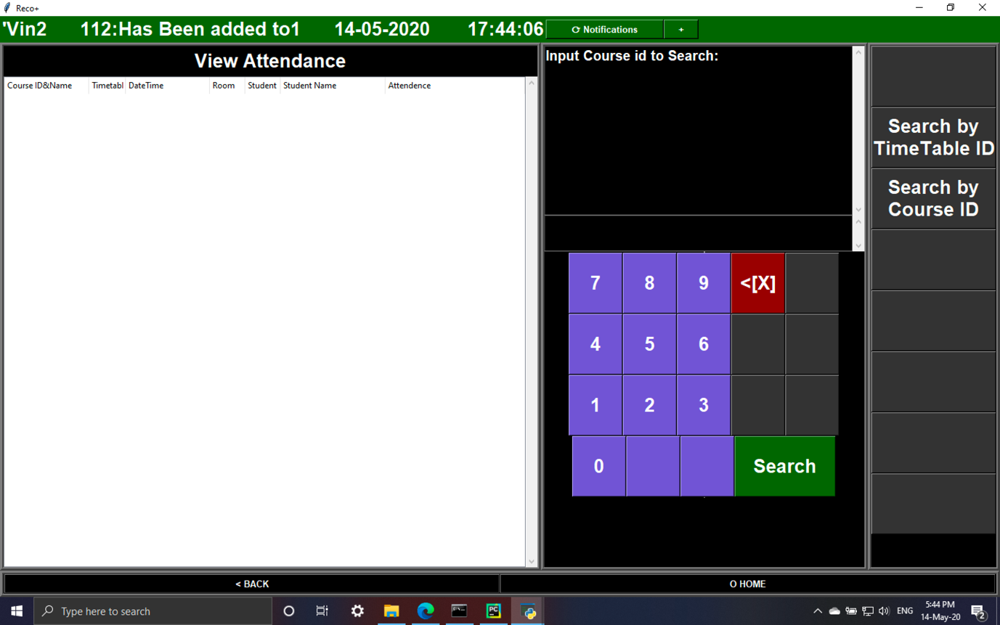 Reco+
'Vin2 112:Has Been added to1 14-05-2020 17:44:06 Notifications +
View Attendance
Course ID&Name Timetabl DateTime Room Student Student Name Attendence
Input Course id to Search:
Search by
TimeTable ID
Search by
Course ID
7 8 9 <[X]
4 5 6
1 2 3
0 Search
< BACK O HOME
Type here to search
ENG
5:44 PM
14-May-20
2